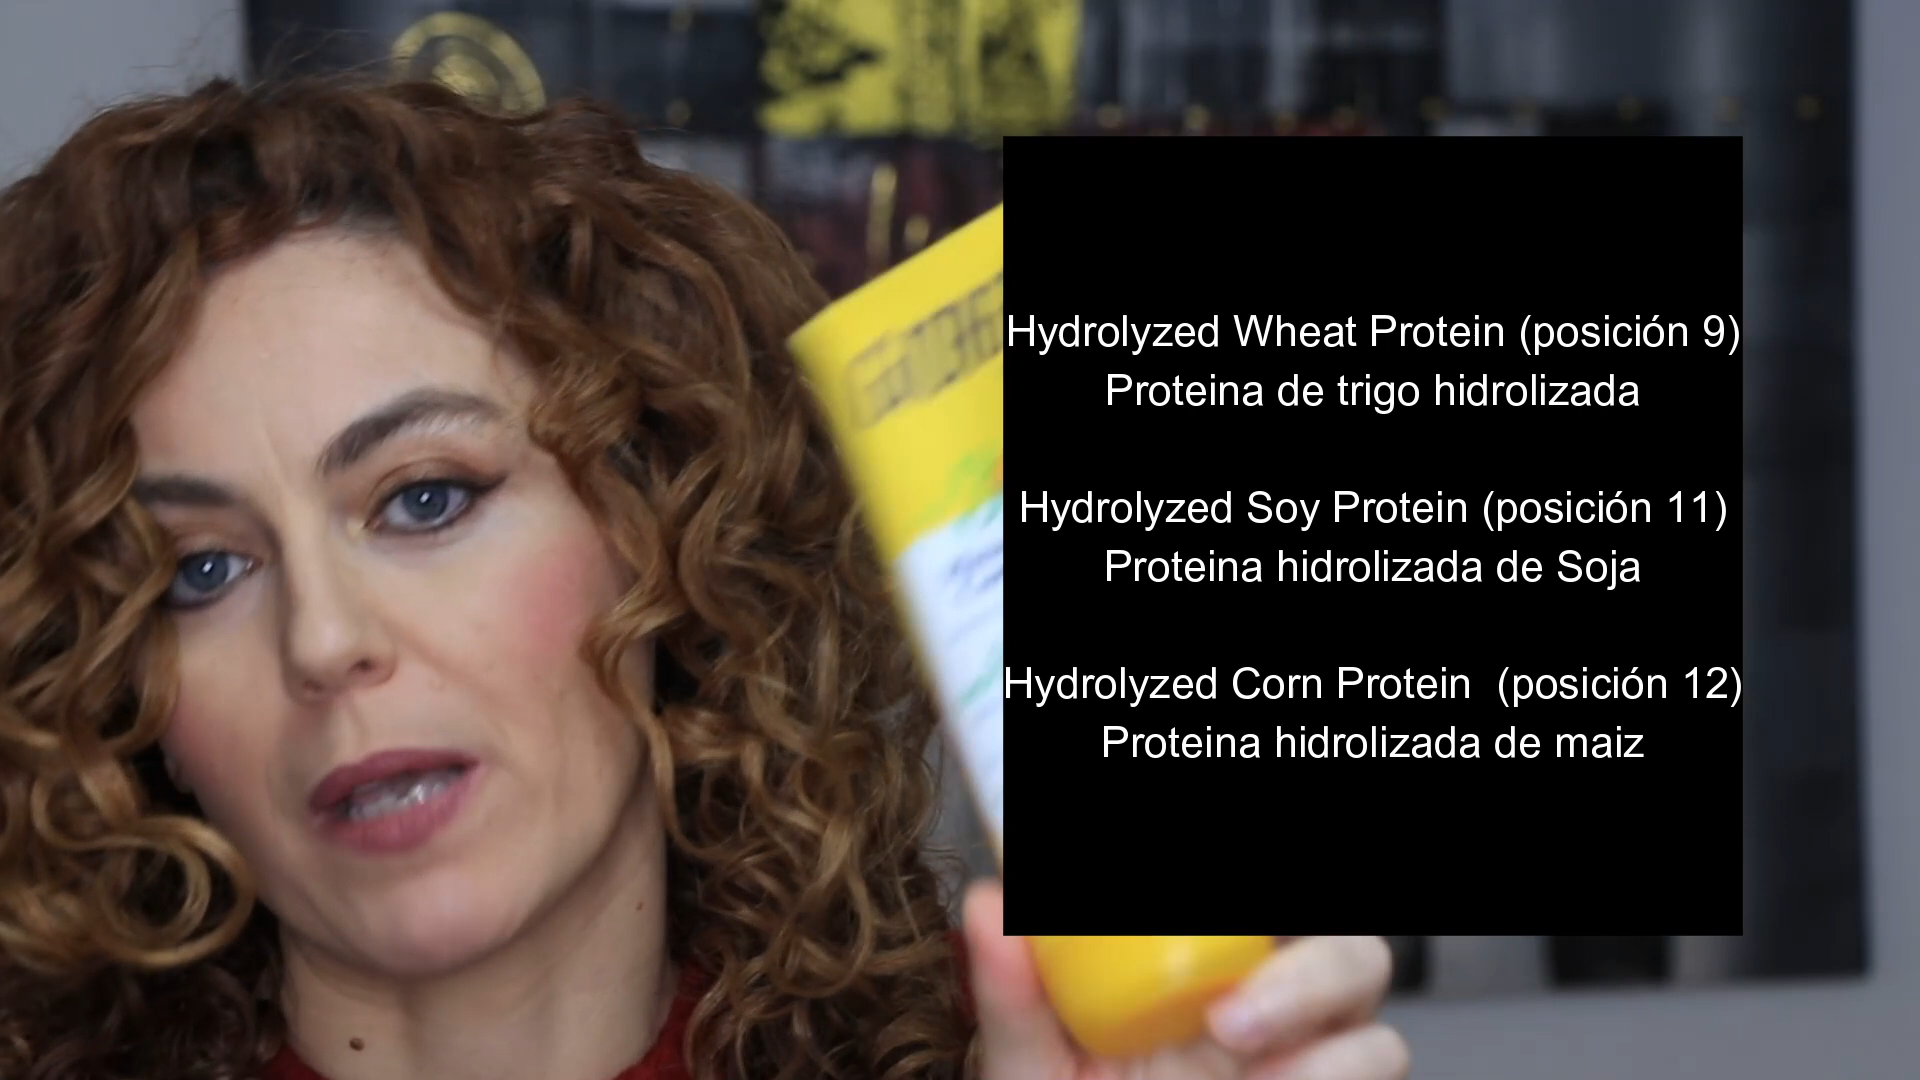 Hydrolyzed Wheat Protein (posición 9)
Proteina de trigo hidrolizada
Hydrolyzed Soy Protein (posición 11)
Proteina hidrolizada de Soja
Hydrolyzed Corn Protein  (posición 12)
Proteina hidrolizada de maiz